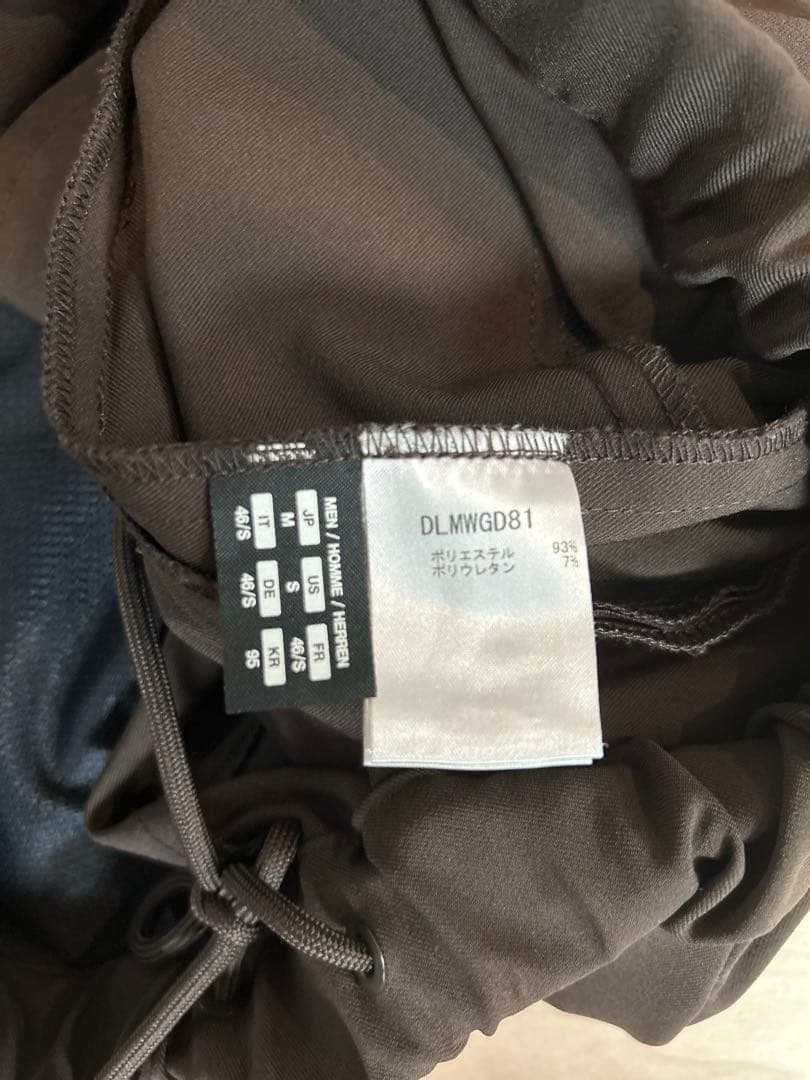 MEN / HOMME / HERREN
JP US FR
M S 46/S
IT DE KR
46/S 46/S 95
DLMWGD81
ポリエステル 93%
ポリウレタン 7%